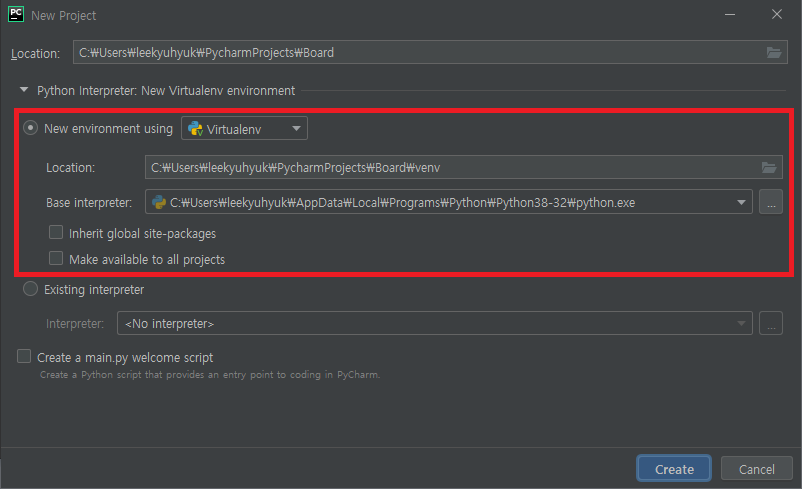 PC New Project
Location: C:₩Users₩leekyuhyuk₩PycharmProjects₩Board
Python Interpreter: New Virtualenv environment
New environment using Virtualenv
Location: C:₩Users₩leekyuhyuk₩PycharmProjects₩Board₩venv
Base interpreter: C:₩Users₩leekyuhyuk₩AppData₩Local₩Programs₩Python₩Python38-32₩python.exe ...
Inherit global site-packages
Make available to all projects
Existing interpreter
Interpreter: <No interpreter> ...
Create a main.py welcome script
Create a Python script that provides an entry point to coding in PyCharm.
Create Cancel